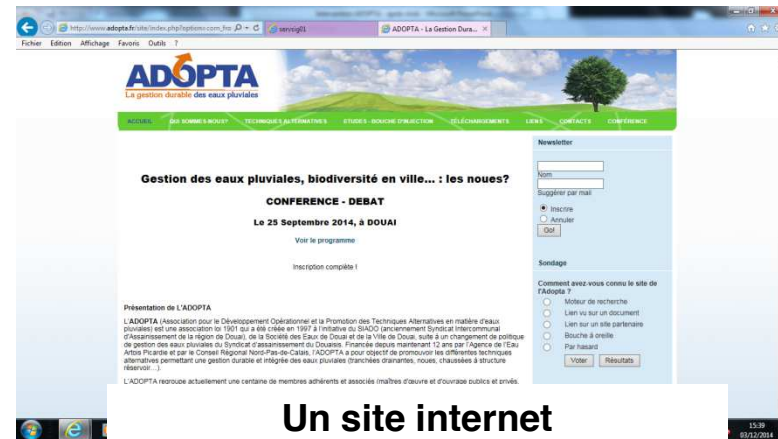 http://www.adopta.fr/site/index.php?option=com_fro
servsig01
ADOPTA - La Gestion Dura...
Fichier Edition Affichage Favoris Outils ?
ADOPTA
La gestion durable des eaux pluviales
ACCUEIL QUI SOMMES-NOUS? TECHNIQUES ALTERNATIVES ETUDES - BOUCHE D'INJECTION TÉLÉCHARGEMENTS LIENS CONTACTS CONFÉRENCE
Gestion des eaux pluviales, biodiversité en ville... : les noues?
CONFERENCE - DEBAT
Le 25 Septembre 2014, à DOUAI
Voir le programme
Inscription complète !
Présentation de L'ADOPTA
L'ADOPTA (Association pour le Développement Opérationnel et la Promotion des Techniques Alternatives en matière d'eaux
pluviales) est une association loi 1901 qui a été créée en 1997 à l'initiative du SIADO (anciennement Syndicat Intercommunal
d'Assainissement de la région de Douai), de la Société des Eaux de Douai et de la Ville de Douai, suite à un changement de politique
de gestion des eaux pluviales du Syndicat d'assainissement du Douaisis. Financée depuis maintenant 12 ans par l'Agence de l'Eau
Artois Picardie et par le Conseil Régional Nord-Pas-de-Calais, l'ADOPTA a pour objectif de promouvoir les différentes techniques
alternatives permettant une gestion durable et intégrée des eaux pluviales (tranchées drainantes, noues, chaussées à structure
réservoir...).
L'ADOPTA regroupe actuellement une centaine de membres adhérents et associés (maîtres d'œuvre et d'ouvrage publics et privés,
Newsletter
Nom
Suggérer par mail
Inscrire
Annuler
Go!
Sondage
Comment avez-vous connu le site de
l'Adopta ?
Moteur de recherche
Lien vu sur un document
Lien sur un site partenaire
Bouche à oreille
Par hasard
Voter Résultats
Un site internet
15:39
03/12/2014